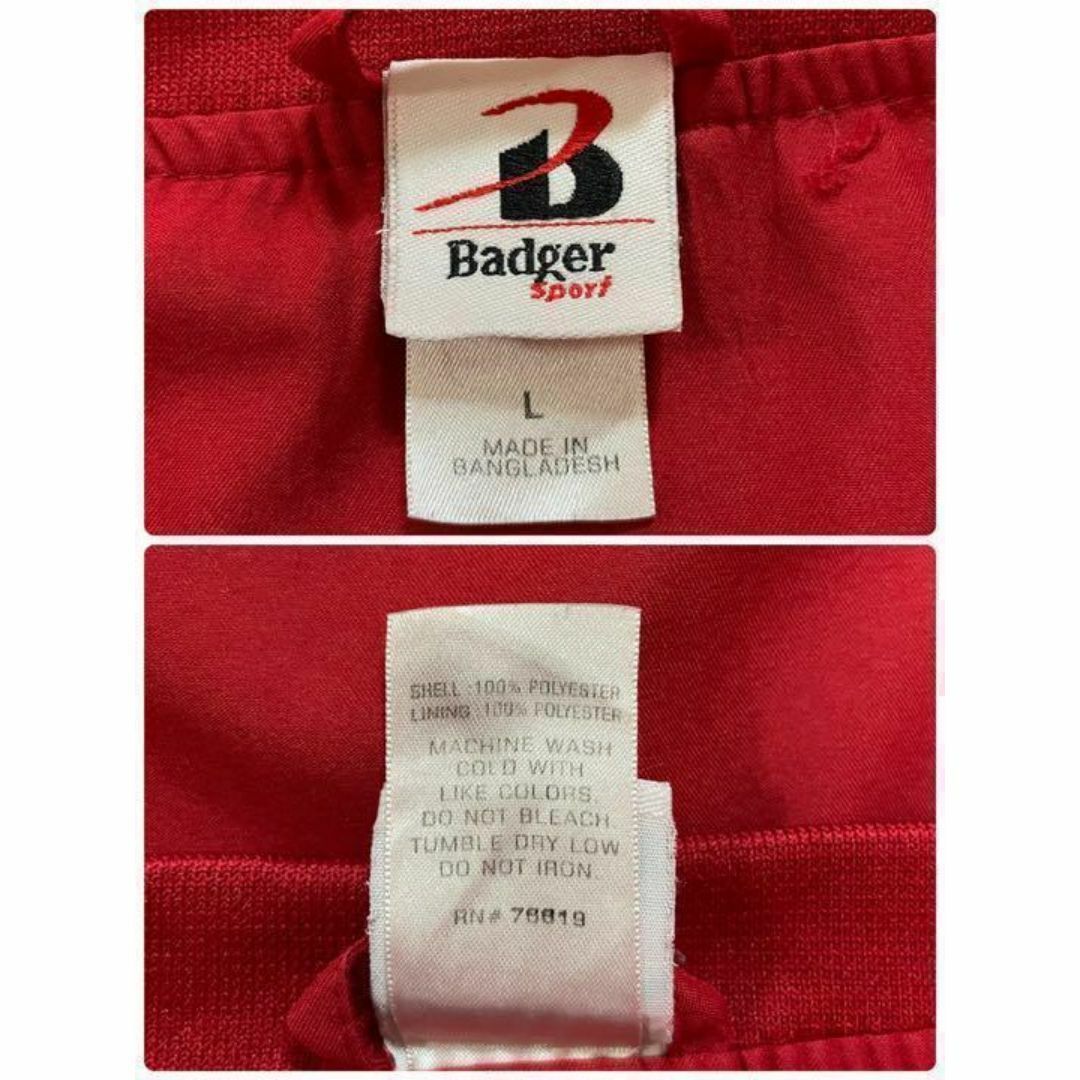 B
Badger
Sport
L
MADE IN
BANGLADESH
SHELL :100% POLYESTER
LINING :100% POLYESTER
MACHINE WASH
COLD WITH
LIKE COLORS.
DO NOT BLEACH
TUMBLE DRY LOW
DO NOT IRON.
RN#